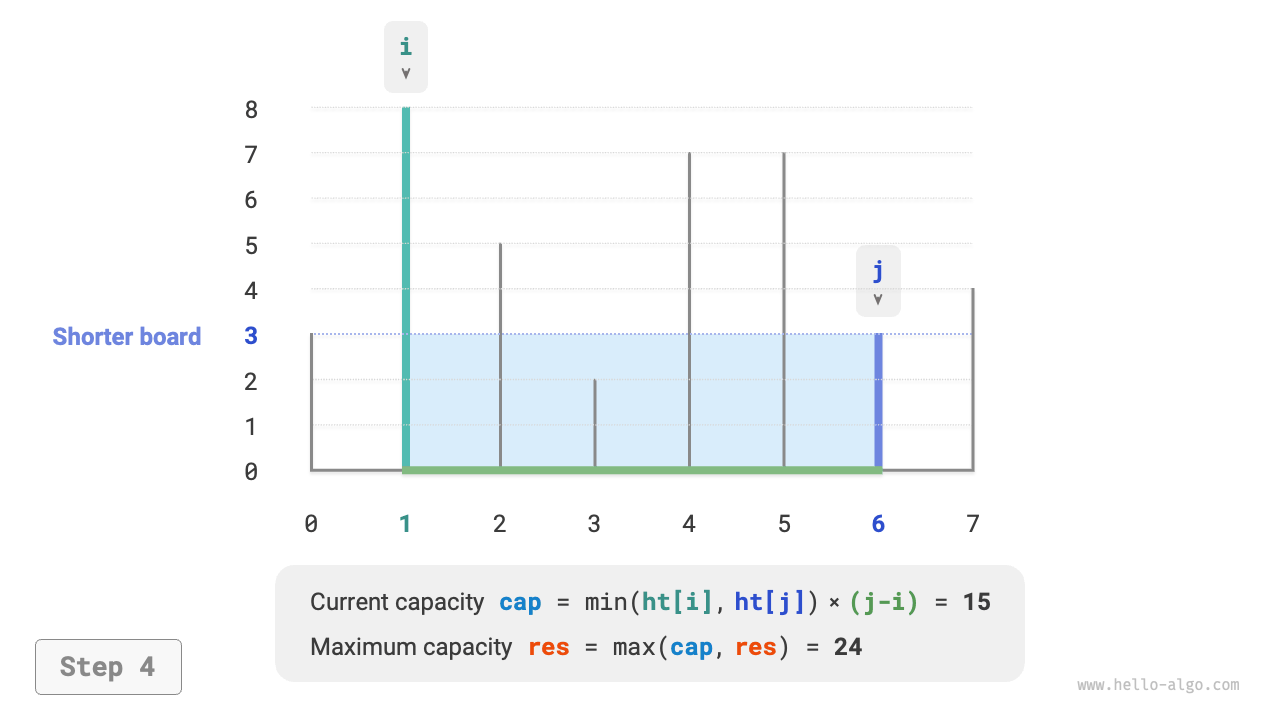 i
8
7
6
5
j
4
Shorter board 3
2
1
0
0 1 2 3 4 5 6 7
Current capacity cap = min(ht[i], ht[j]) × (j-i) = 15
Maximum capacity res = max(cap, res) = 24
Step 4
www.hello-algo.com